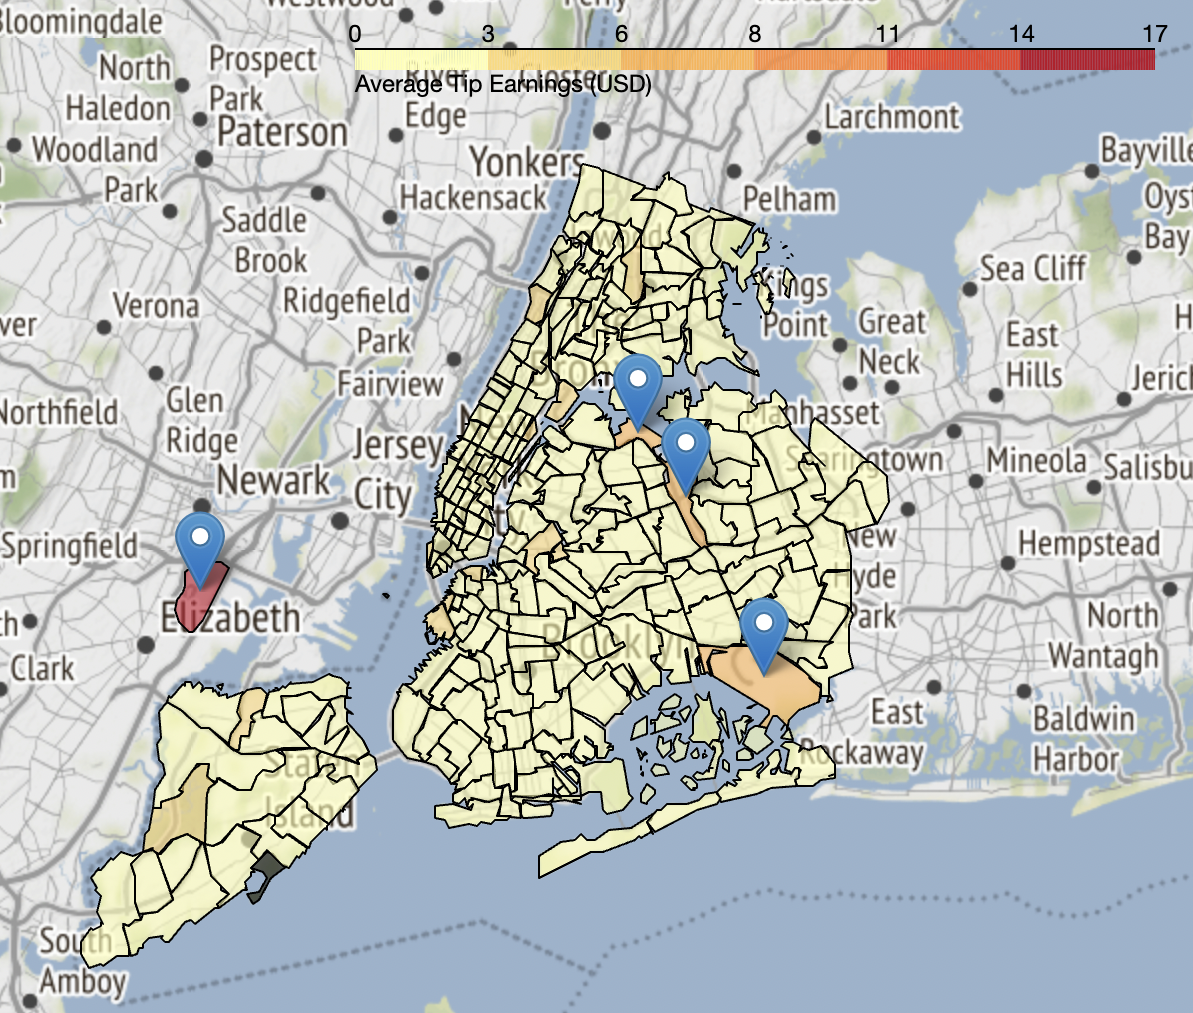 Bloomingdale
0 3 6 8 11 14 17
Average Tip Earnings (USD)
North
Haledon
Prospect
Park
River
Edge
Closter
Larchmont
Woodland
Park
Paterson
Yonkers
Hackensack
Pelham
Bayville
Oyst
Bay
Saddle
Brook
Sea Cliff
Verona
Ridgefield
Park
Kings
Point
Great
Neck
East
Hills
Jerich
Fairview
Northfield
Glen
Ridge
Manhasset
Jersey
City
Newark
Searingtown
Mineola
Salisbu
Springfield
New
Hyde
Park
Hempstead
Elizabeth
Brooklyn
North
Wantagh
Clark
East
Rockaway
Baldwin
Harbor
Staten
Island
South
Amboy